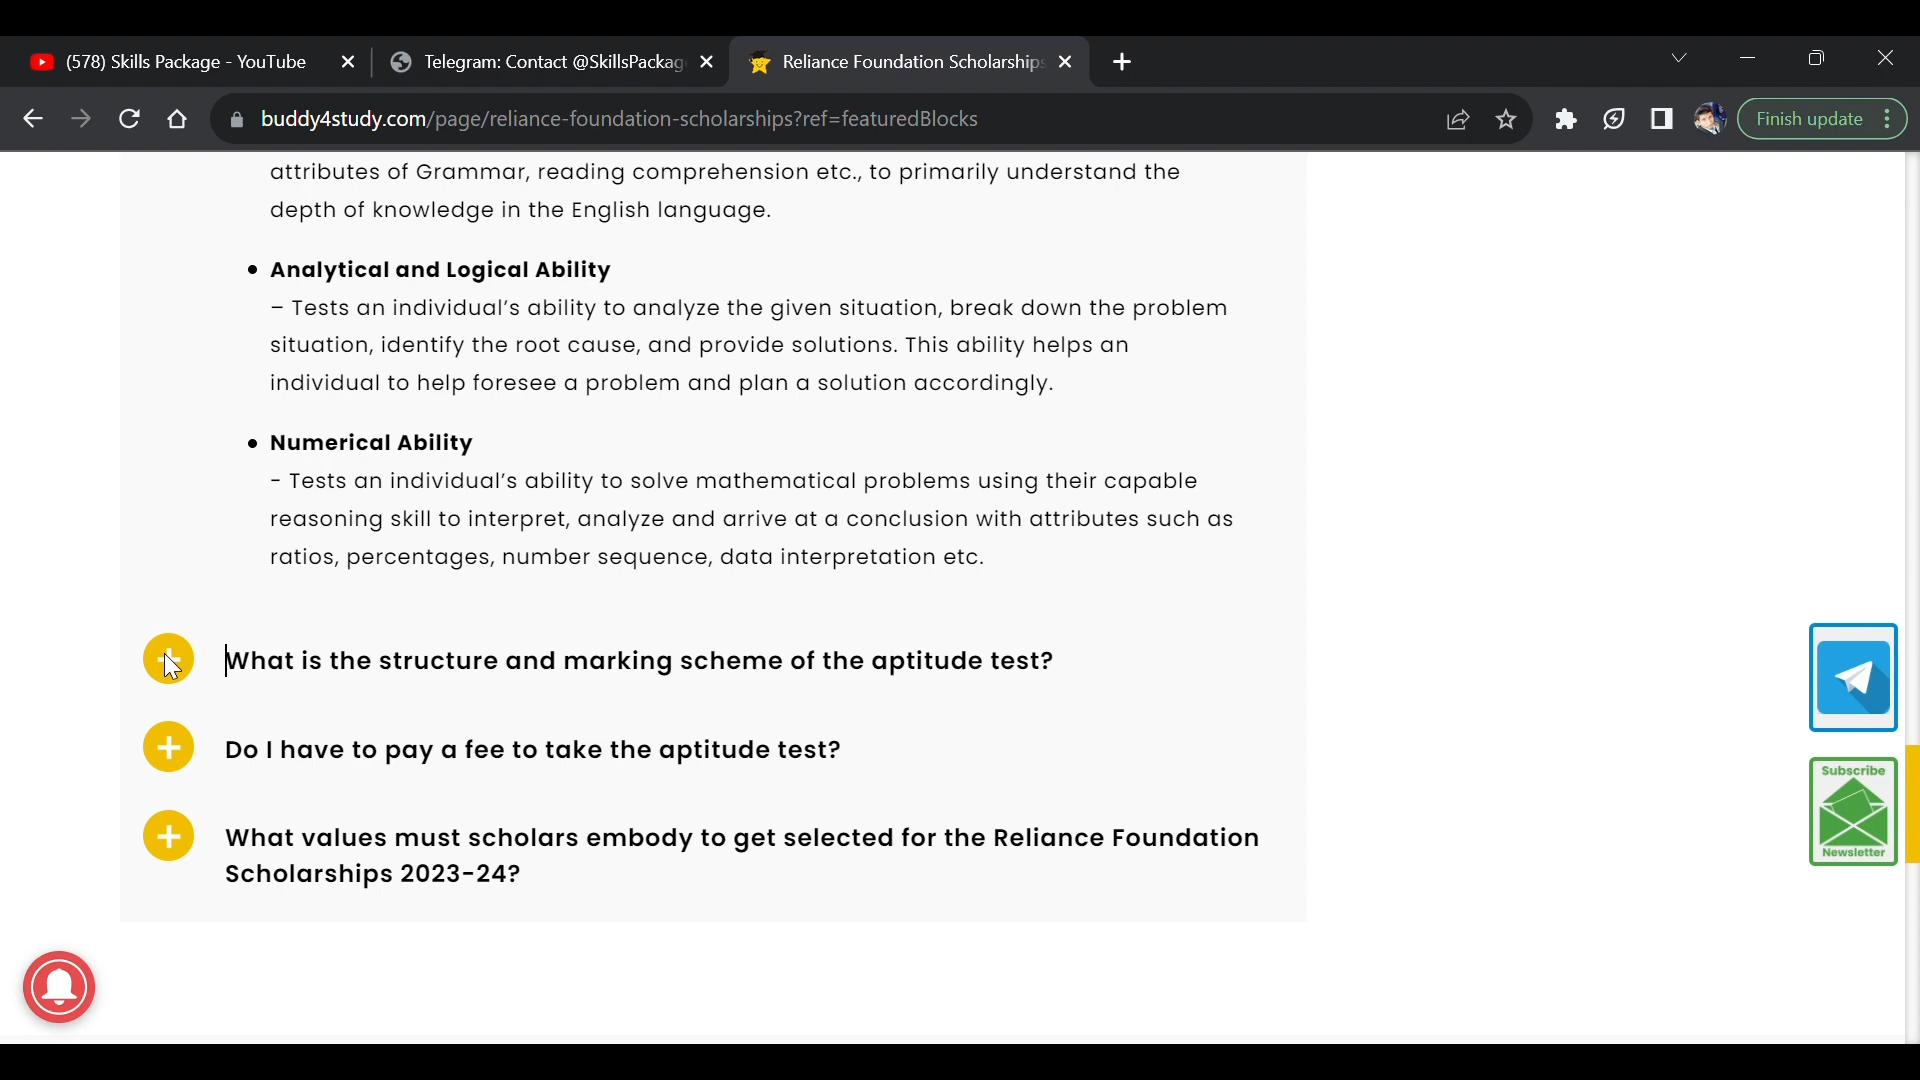 (578) Skills Package - YouTube
Telegram: Contact @SkillsPackag
Reliance Foundation Scholarships
buddy4study.com/page/reliance-foundation-scholarships?ref=featuredBlocks
Finish update
attributes of Grammar, reading comprehension etc., to primarily understand the
depth of knowledge in the English language.
• Analytical and Logical Ability
– Tests an individual’s ability to analyze the given situation, break down the problem
situation, identify the root cause, and provide solutions. This ability helps an
individual to help foresee a problem and plan a solution accordingly.
• Numerical Ability
- Tests an individual’s ability to solve mathematical problems using their capable
reasoning skill to interpret, analyze and arrive at a conclusion with attributes such as
ratios, percentages, number sequence, data interpretation etc.
What is the structure and marking scheme of the aptitude test?
Do I have to pay a fee to take the aptitude test?
What values must scholars embody to get selected for the Reliance Foundation
Scholarships 2023-24?
Subscribe
Newsletter